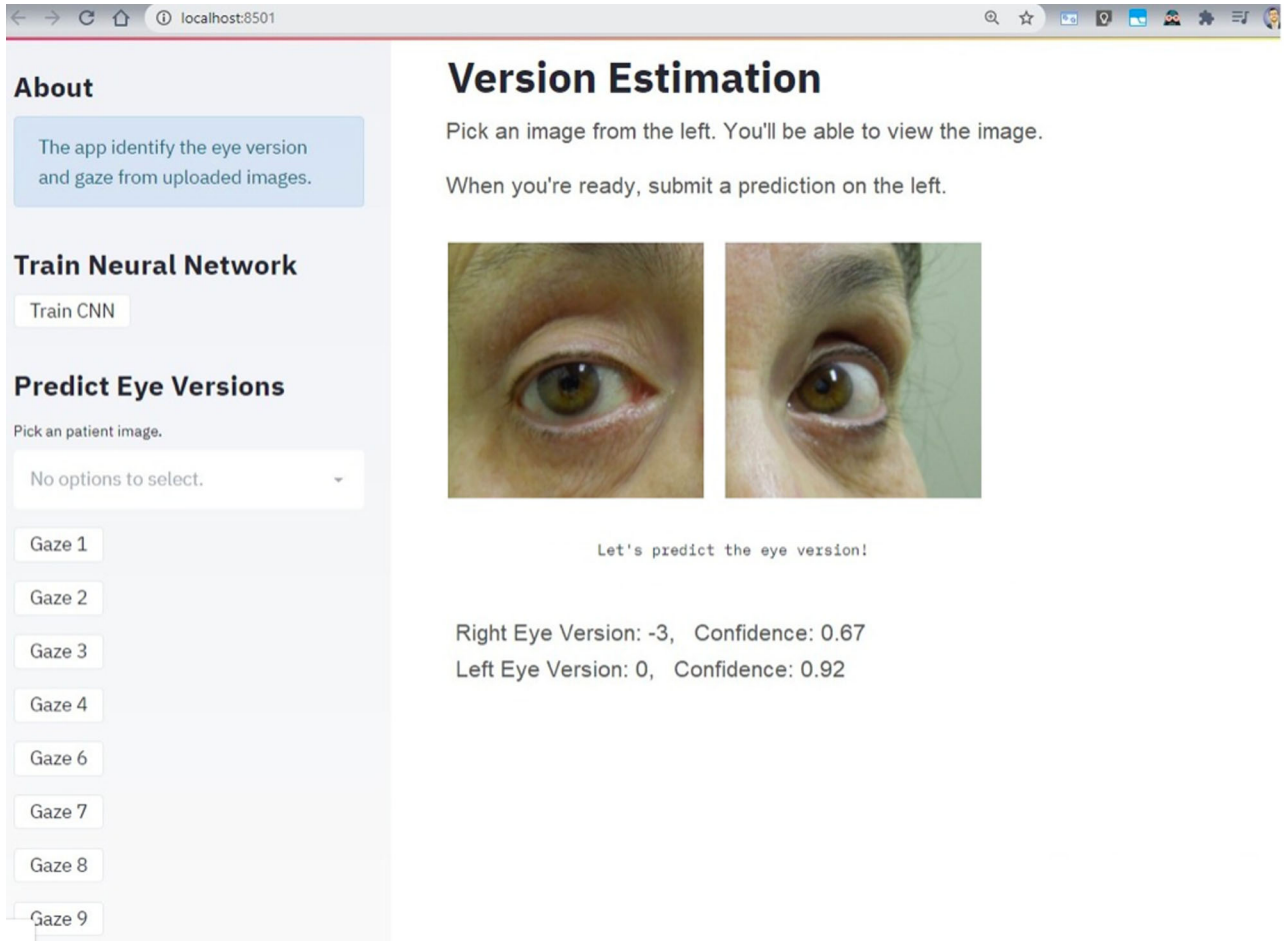 localhost:8501
About
The app identify the eye version
and gaze from uploaded images.
Train Neural Network
Train CNN
Predict Eye Versions
Pick an patient image.
No options to select.
Gaze 1
Gaze 2
Gaze 3
Gaze 4
Gaze 6
Gaze 7
Gaze 8
Gaze 9
Version Estimation
Pick an image from the left. You'll be able to view the image.
When you're ready, submit a prediction on the left.
Let's predict the eye version!
Right Eye Version: -3, Confidence: 0.67
Left Eye Version: 0, Confidence: 0.92